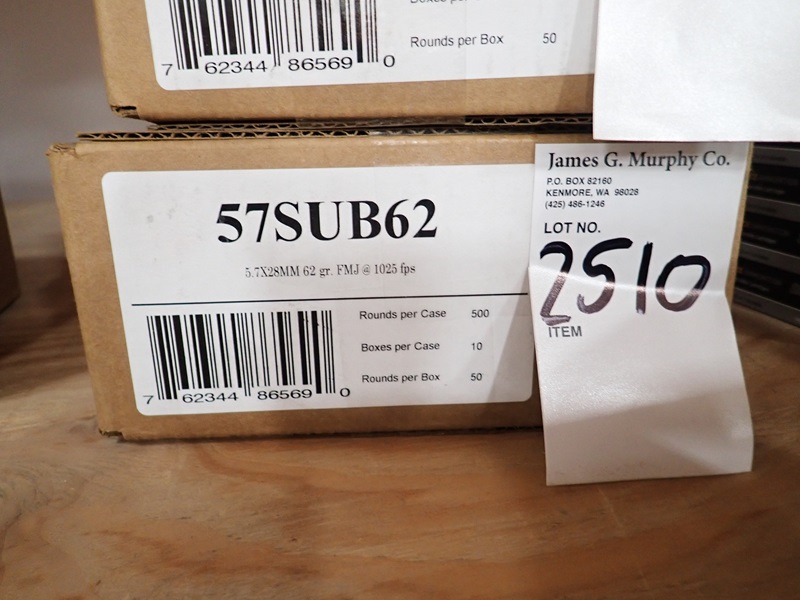 Rounds per Box 50
7 62344 86569 0
57SUB62
5.7X28MM 62 gr. FMJ @ 1025 fps
Rounds per Case 500
Boxes per Case 10
Rounds per Box 50
7 62344 86569 0
James G. Murphy Co.
P.O. BOX 82160
KENMORE, WA 98028
(425) 486-1246
LOT NO.
2510
ITEM